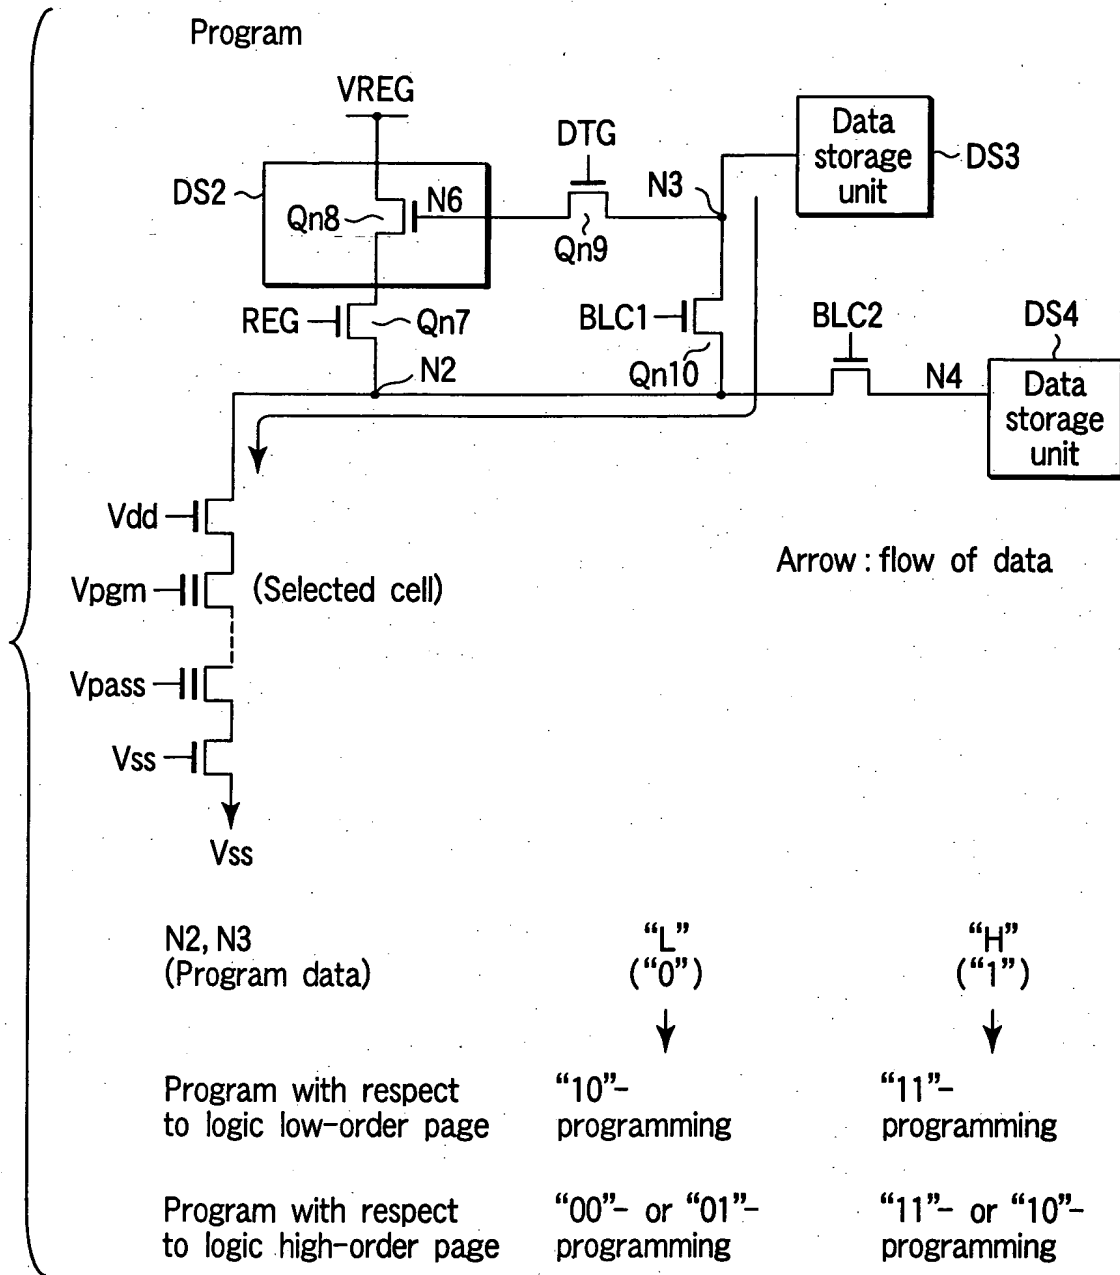 Program
VREG
DTG
Data
storage
unit
DS3
DS2
N6
N3
Qn8
Qn9
REG
Qn7
BLC1
BLC2
DS4
N2
Qn10
N4
Data
storage
unit
Vdd
Arrow : flow of data
Vpgm
(Selected cell)
Vpass
Vss
Vss
N2, N3 “L” “H”
(Program data) (“0”) (“1”)
Program with respect “10”- “11”-
to logic low-order page programming programming
Program with respect “00”- or “01”- “11”- or “10”-
to logic high-order page programming programming